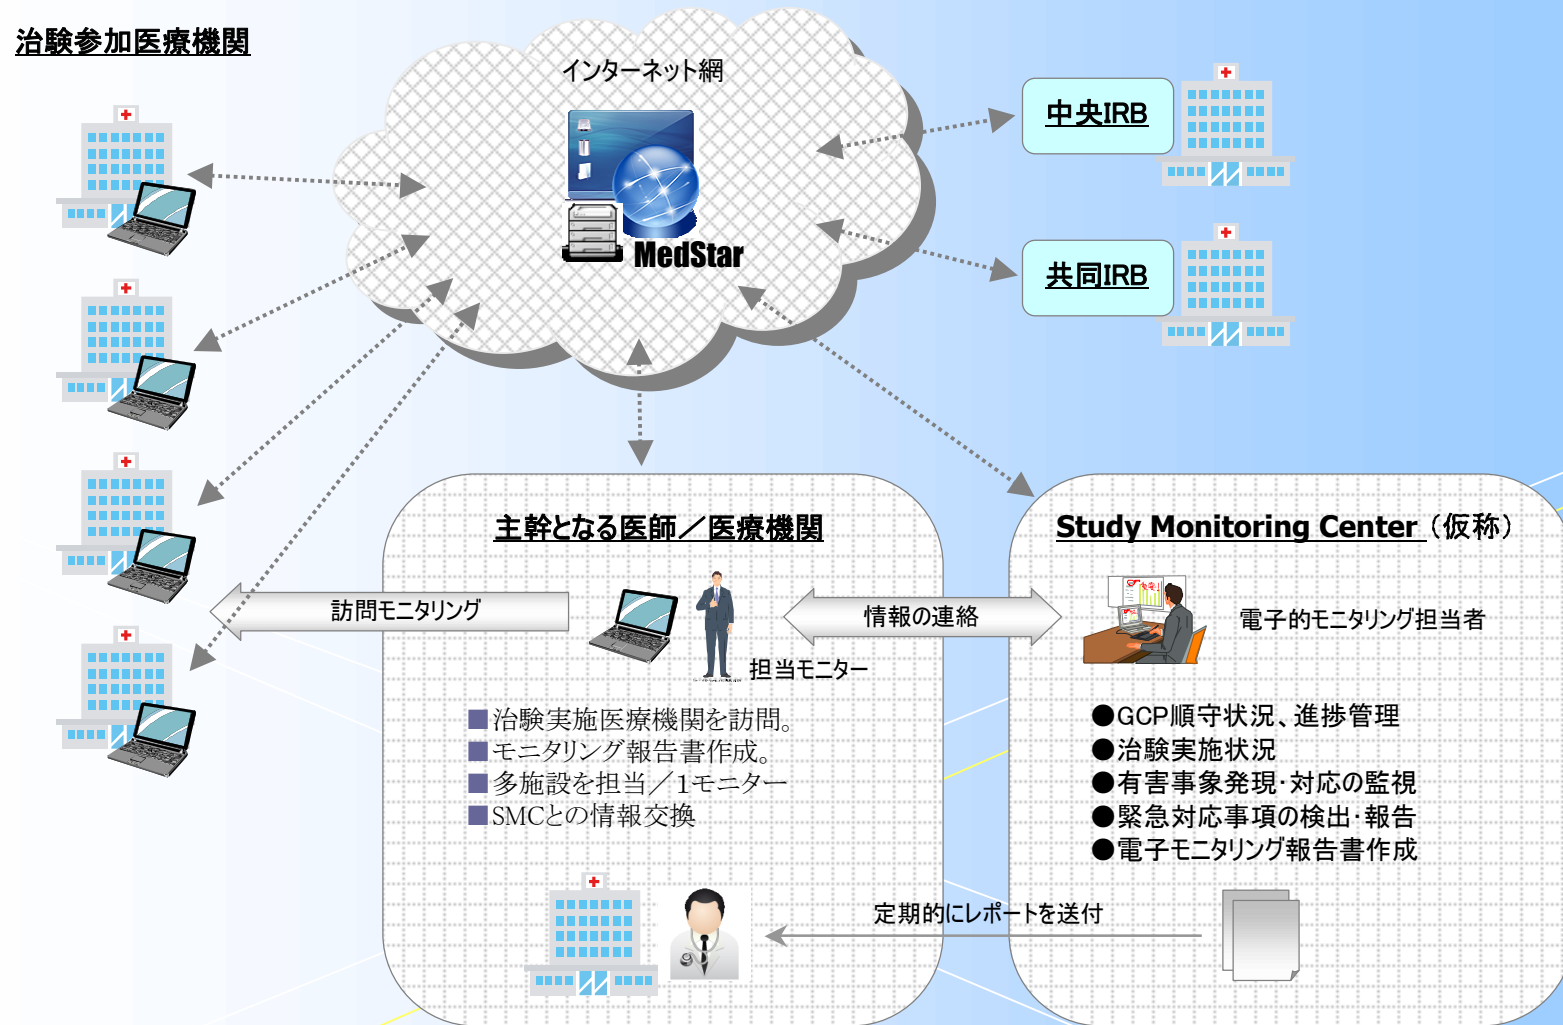 治験参加医療機関
インターネット網
MedStar
中央IRB
共同IRB
主幹となる医師／医療機関
訪問モニタリング
担当モニター
■治験実施医療機関を訪問。
■モニタリング報告書作成。
■多施設を担当／1モニター
■SMCとの情報交換
情報の連絡
Study Monitoring Center（仮称）
電子的モニタリング担当者
●GCP順守状況、進捗管理
●治験実施状況
●有害事象発現･対応の監視
●緊急対応事項の検出･報告
●電子モニタリング報告書作成
定期的にレポートを送付